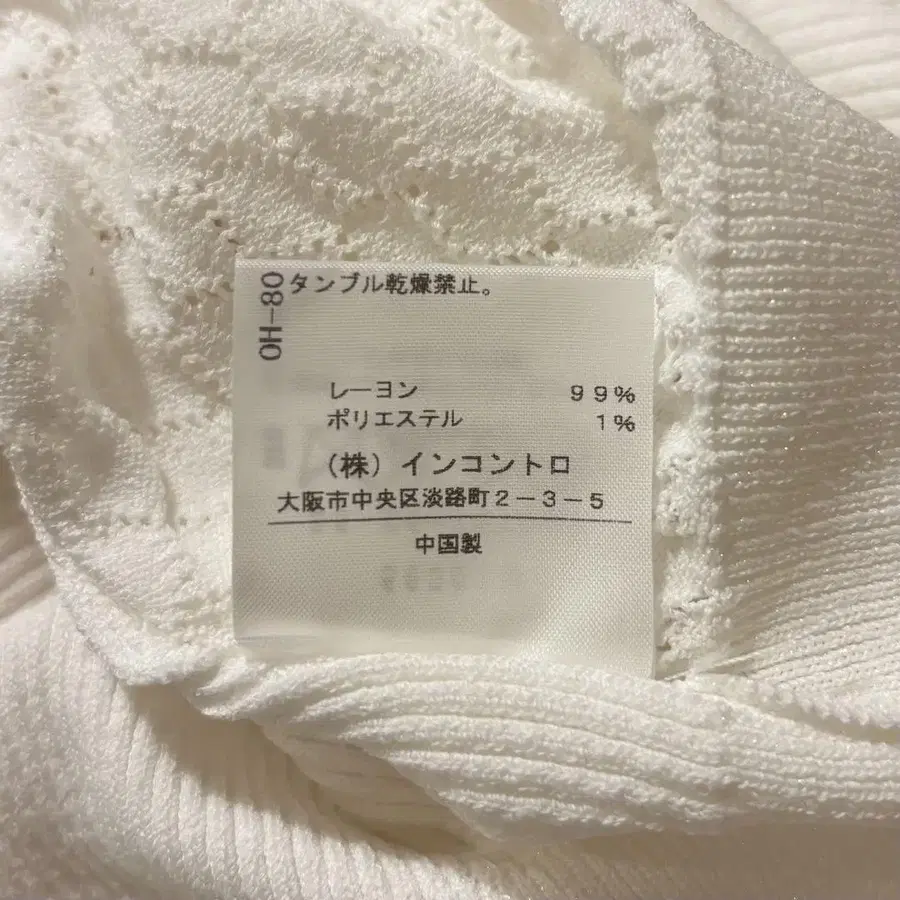 OH-80
タンブル乾燥禁止。
レーヨン 99%
ポリエステル 1%
(株)インコントロ
大阪市中央区淡路町2-3-5
中国製